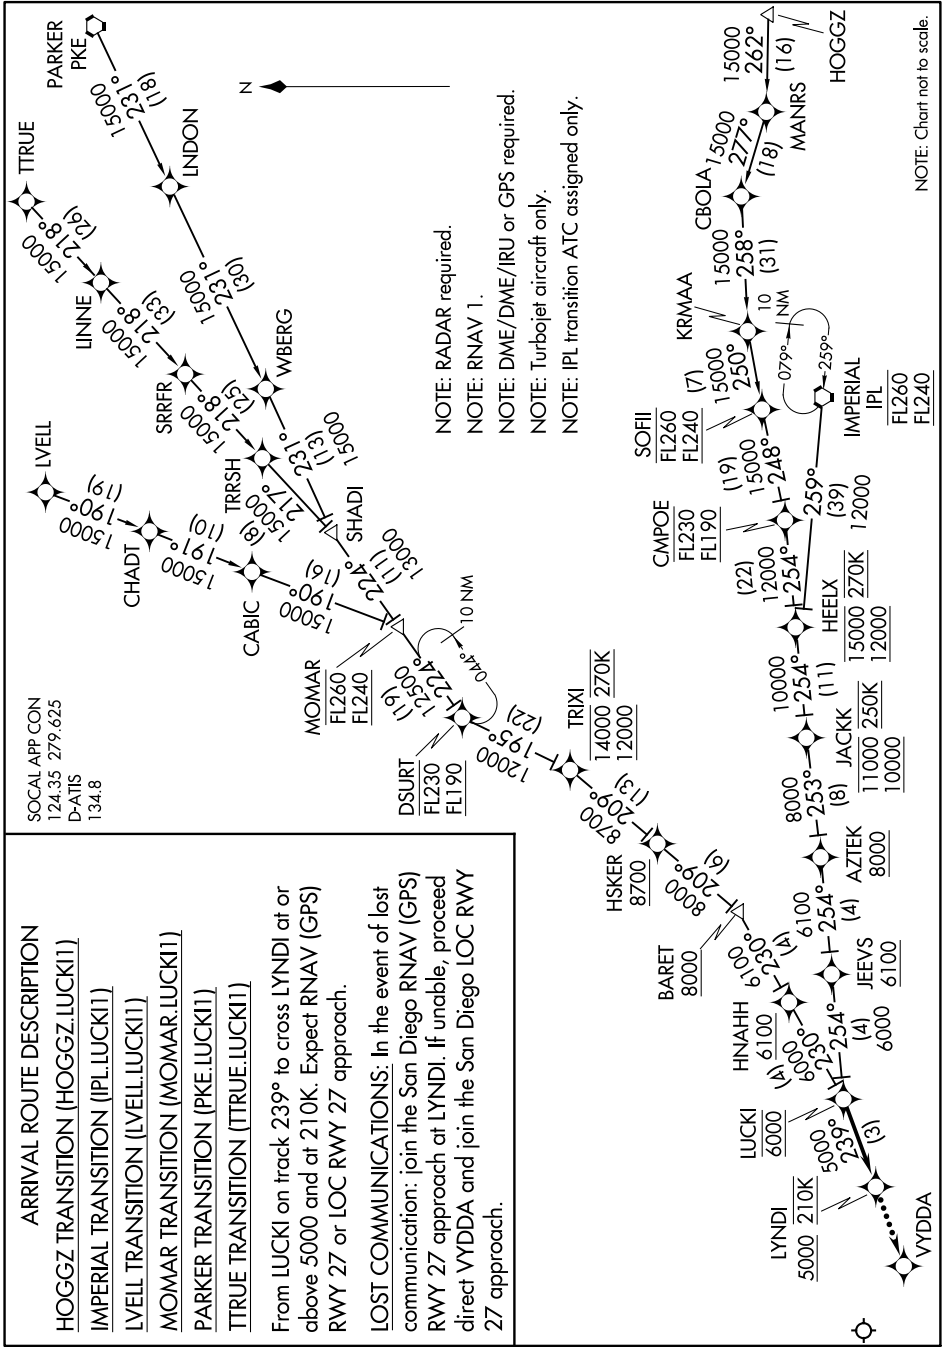 SOCAL APP CON
124.35 279.625
D-ATIS
134.8
ARRIVAL ROUTE DESCRIPTION
HOGGZ TRANSITION (HOGGZ.LUCKI1)
IMPERIAL TRANSITION (IPL.LUCKI1)
LVELL TRANSITION (LVELL.LUCKI1)
MOMAR TRANSITION (MOMAR.LUCKI1)
PARKER TRANSITION (PKE.LUCKI1)
TTRUE TRANSITION (TTRUE.LUCKI1)
From LUCKI on track 239° to cross LYNDI at or
above 5000 and at 210K. Expect RNAV (GPS)
RWY 27 or LOC RWY 27 approach.
LOST COMMUNICATIONS: In the event of lost
communication: join the San Diego RNAV (GPS)
RWY 27 approach at LYNDI. If unable, proceed
direct VYDDA and join the San Diego LOC RWY
27 approach.
LVELL
15000
190°
(19)
CHADT
15000
191°
(10)
CABIC
15000
190°
(16)
TTRUE
15000
218°
(26)
LINNE
15000
218°
(33)
SRRFR
15000
218°
(25)
TRRSH
15000
217°
(8)
PARKER
PKE
15000
231°
(18)
LNDON
15000
231°
(30)
WBERG
15000
231°
(13)
SHADI
13000
224°
(11)
MOMAR
FL260
FL240
12500
224°
(19)
044°
10 NM
DSURT
FL230
FL190
12000
195°
(22)
TRIXI
14000 270K
12000
8700
209°
(13)
HSKER
8700
8000
209°
(6)
BARET
8000
6100
230°
(4)
HNAHH
6100
6000
230°
(4)
N
NOTE: RADAR required.
NOTE: RNAV 1.
NOTE: DME/DME/IRU or GPS required.
NOTE: Turbojet aircraft only.
NOTE: IPL transition ATC assigned only.
HOGGZ
15000
262°
(16)
MANRS
15000
277°
(18)
CBOLA
15000
258°
(31)
KRMAA
15000
250°
(7)
SOFII
FL260
FL240
15000
248°
(19)
CMPOE
FL230
FL190
12000
254°
(22)
10
NM
079°
259°
IMPERIAL
IPL
FL260
FL240
259°
(39)
12000
HEELX
15000 270K
12000
10000
254°
(11)
JACKK
11000 250K
10000
8000
253°
(8)
AZTEK
8000
6100
254°
(4)
JEEVS
6100
254°
(4)
6000
LUCKI
6000
5000
239°
(3)
LYNDI
5000 210K
VYDDA
NOTE: Chart not to scale.